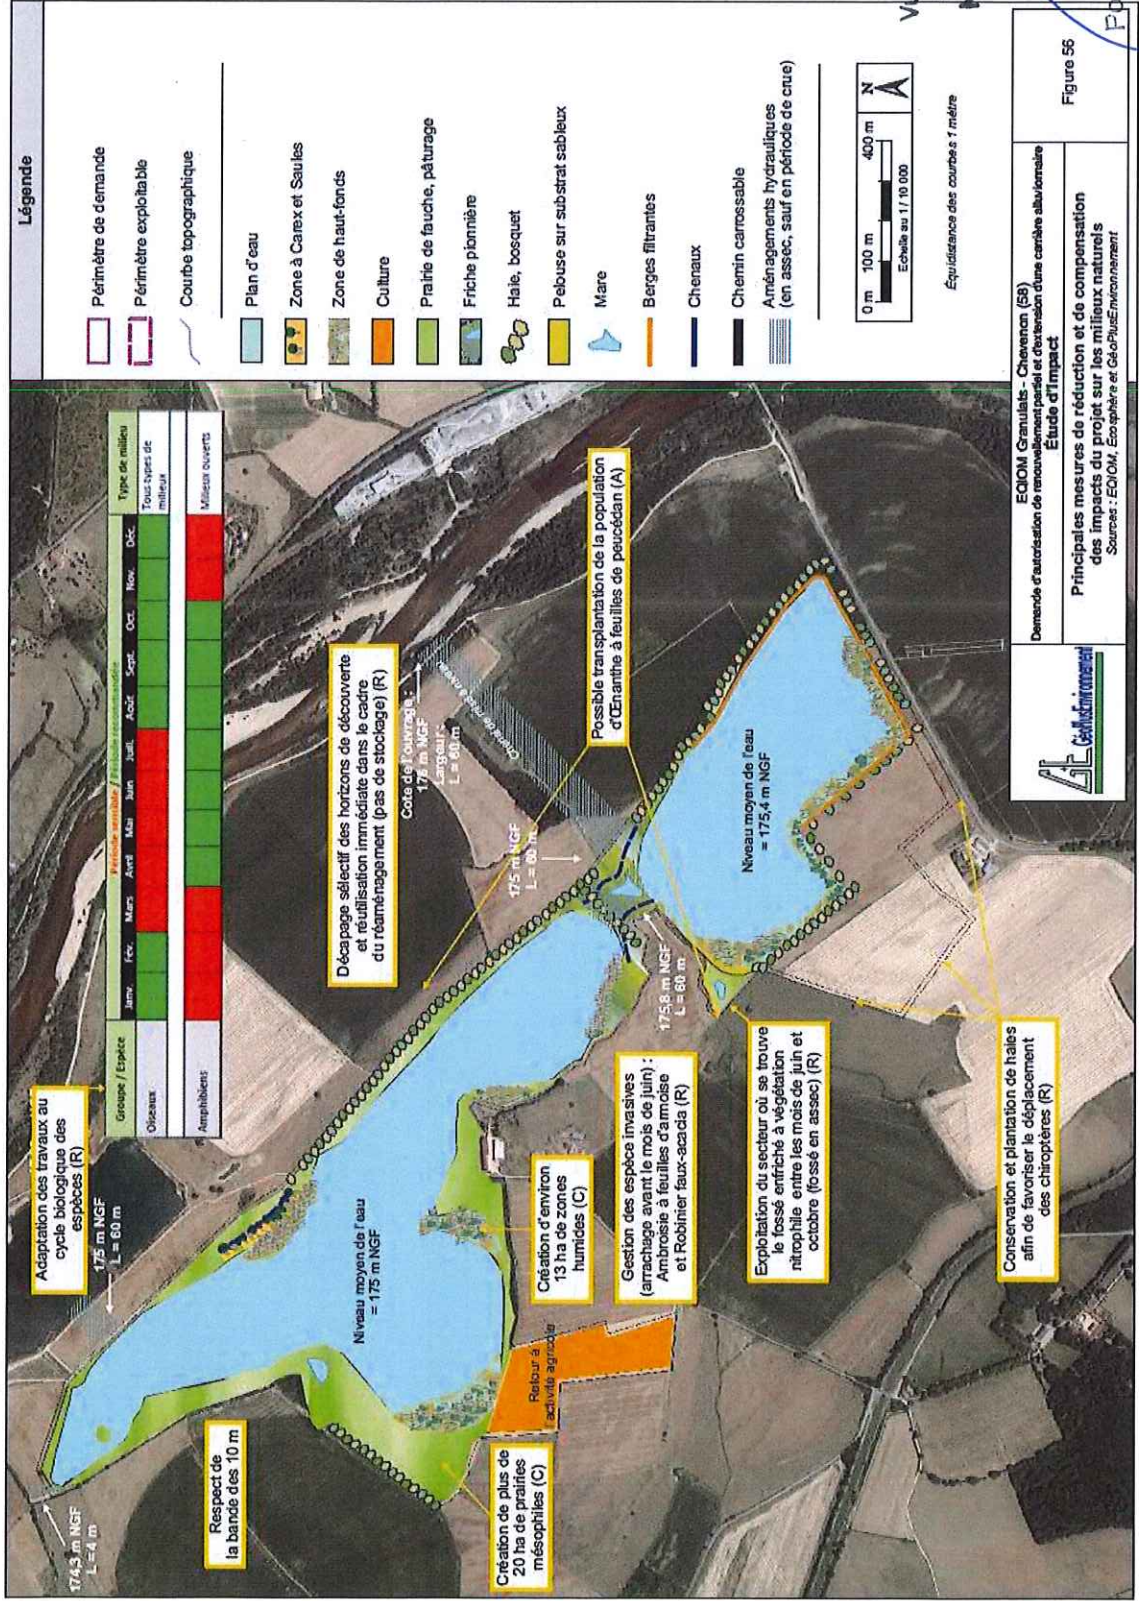 Adaptation des travaux au
cycle biologique des
espèces (R)
Groupe / Espèce
Période sensible / Période recommandée
Type de milieu
Janv.
Fév.
Mars
Avril
Mai
Juin
Juil.
Août
Sept.
Oct.
Nov.
Déc.
Oiseaux
Tous types de
milieux
Amphibiens
Milieux ouverts
174,3 m NGF
L = 4 m
175 m NGF
L = 60 m
Respect de
la bande des 10 m
Décapage sélectif des horizons de découverte
et réutilisation immédiate dans le cadre
du réaménagement (pas de stockage) (R)
Cote de l'ouvrage :
176 m NGF
Largeur :
L = 60 m
175 m NGF
L = 60 m
Possible transplantation de la population
d'Œnanthe à feuilles de peucédan (A)
Niveau moyen de l'eau
= 175 m NGF
Niveau moyen de l'eau
= 175,4 m NGF
175,8 m NGF
L = 60 m
Création d'environ
13 ha de zones
humides (C)
Retour à
l'activité agricole
Création de plus de
20 ha de prairies
mésophiles (C)
Gestion des espèce invasives
(arrachage avant le mois de juin) :
Ambroisie à feuilles d'armoise
et Robinier faux-acacia (R)
Exploitation du secteur où se trouve
le fossé enrichi à végétation
nitrophile entre les mois de juin et
octobre (fossé en assec) (R)
Conservation et plantation de haies
afin de favoriser le déplacement
des chiroptères (R)
Légende
Périmètre de demande
Périmètre exploitable
Courbe topographique
Plan d'eau
Zone à Carex et Saules
Zone de haut-fonds
Culture
Prairie de fauche, pâturage
Friche pionnière
Haie, bosquet
Pelouse sur substrat sableux
Mare
Berges filtrantes
Chenaux
Chemin carrossable
Aménagements hydrauliques
(en assec, sauf en période de crue)
0 m 100 m 400 m
Echelle au 1 / 10 000
N
Equidistance des courbes 1 mètre
GéoPlusEnvironnement
EQIOM Granulats - Chevenon (58)
Demande d'autorisation de renouvellement partiel et d'extension d'une carrière alluvionnaire
Étude d'impact
Principales mesures de réduction et de compensation
des impacts du projet sur les milieux naturels
Sources : EQIOM, Ecosphère et GéoPlusEnvironnement
Figure 56